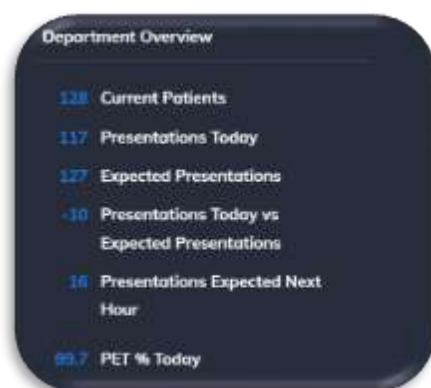 Department Overview
128 Current Patients
117 Presentations Today
127 Expected Presentations
-10 Presentations Today vs
Expected Presentations
16 Presentations Expected Next
Hour
PET % Today